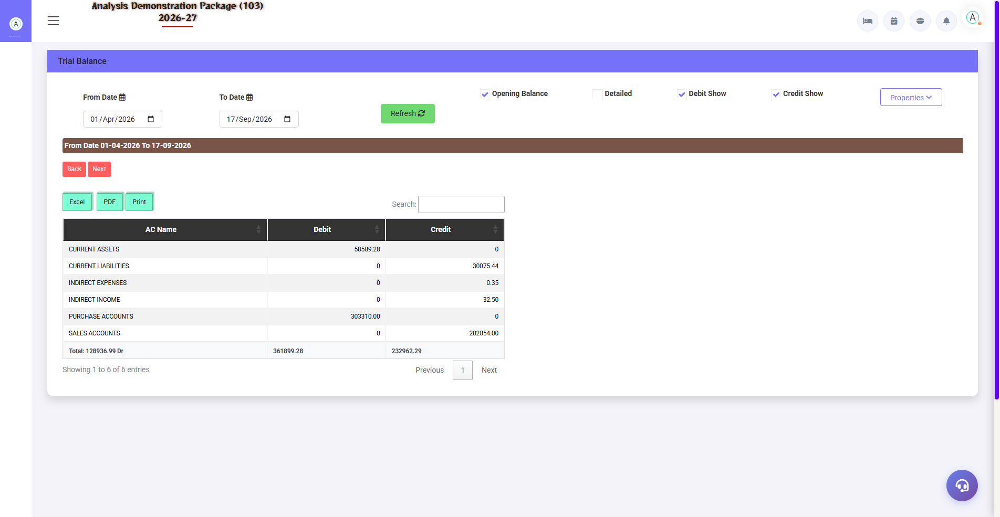 Analysis Demonstration Package (103)
2026-27
A
A
Trial Balance
From Date
To Date
Opening Balance
Detailed
Debit Show
Credit Show
Properties
01/Apr/2026
17/Sep/2026
Refresh
From Date 01-04-2026 To 17-09-2026
Back Next
Excel PDF Print
Search:
AC Name Debit Credit
CURRENT ASSETS 58589.28 0
CURRENT LIABILITIES 0 30075.44
INDIRECT EXPENSES 0 0.35
INDIRECT INCOME 0 32.50
PURCHASE ACCOUNTS 303310.00 0
SALES ACCOUNTS 0 202854.00
Total: 128936.99 Dr 361899.28 232962.29
Showing 1 to 6 of 6 entries
Previous 1 Next